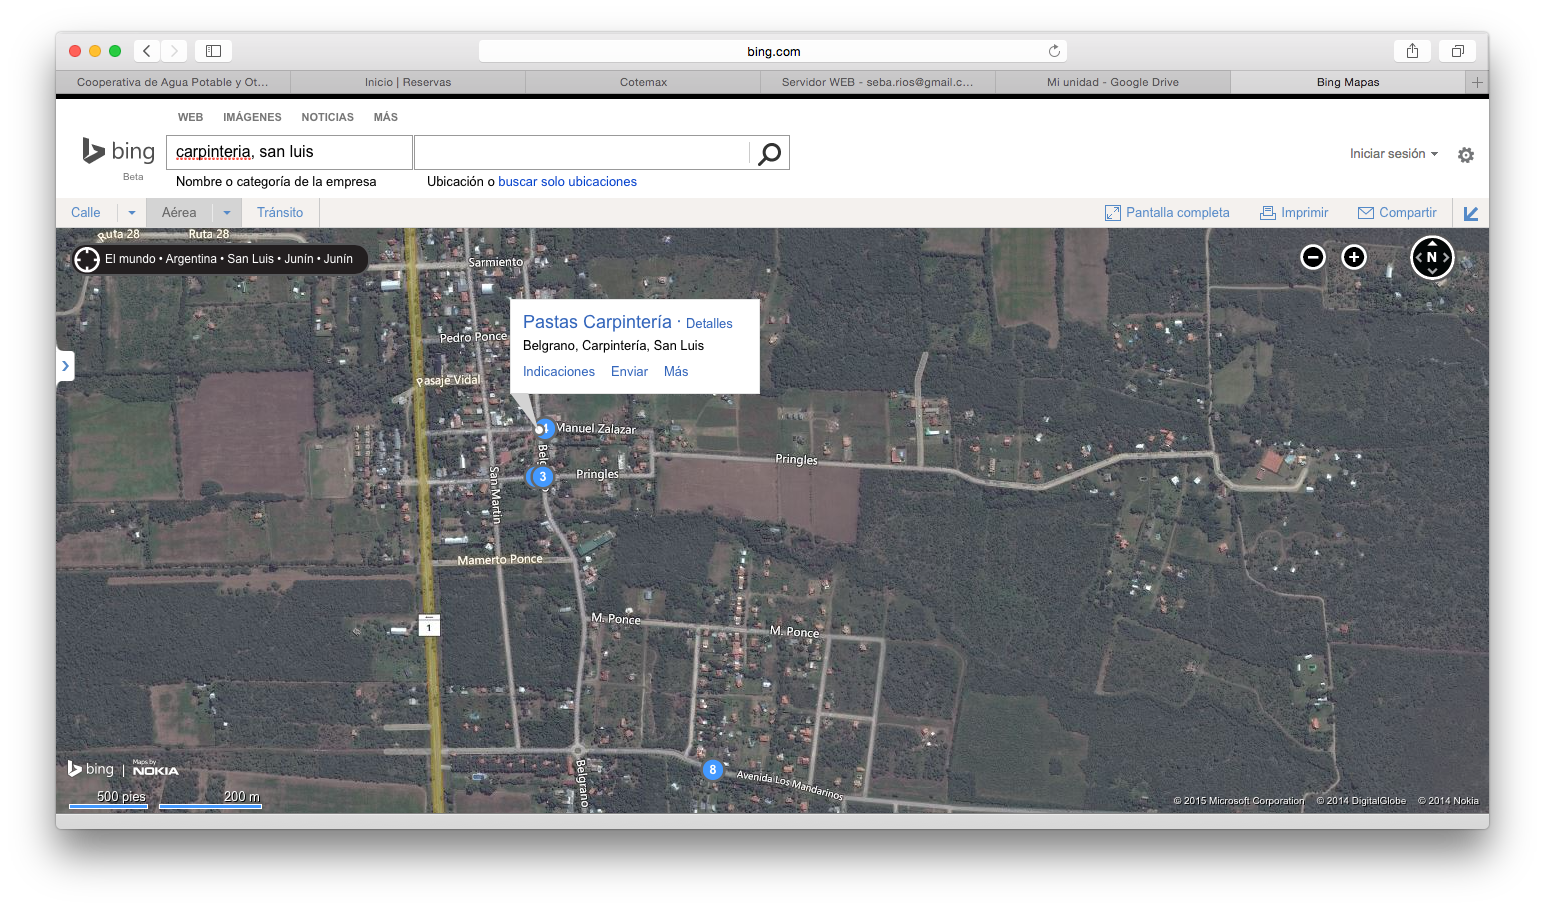 bing.com
Cooperativa de Agua Potable y Ot...
Inicio | Reservas
Cotemax
Servidor WEB - seba.rios@gmail.c...
Mi unidad - Google Drive
Bing Mapas
WEB
IMÁGENES
NOTICIAS
MÁS
bing
Beta
carpinteria, san luis
Nombre o categoría de la empresa
Ubicación o buscar solo ubicaciones
Iniciar sesión
Calle
Aérea
Tránsito
Pantalla completa
Imprimir
Compartir
Ruta 28
Ruta 28
El mundo • Argentina • San Luis • Junín • Junín
N
Sarmiento
Pastas Carpintería · Detalles
Belgrano, Carpintería, San Luis
Indicaciones
Enviar
Más
Pedro Ponce
Pasaje Vidal
Manuel Zalazar
San Martin
3
Pringles
Pringles
Mamerto Ponce
M. Ponce
M. Ponce
1
8
Avenida Los Mandarinos
Belgrano
bing
Maps by
NOKIA
500 pies
200 m
© 2015 Microsoft Corporation
© 2014 DigitalGlobe
© 2014 Nokia